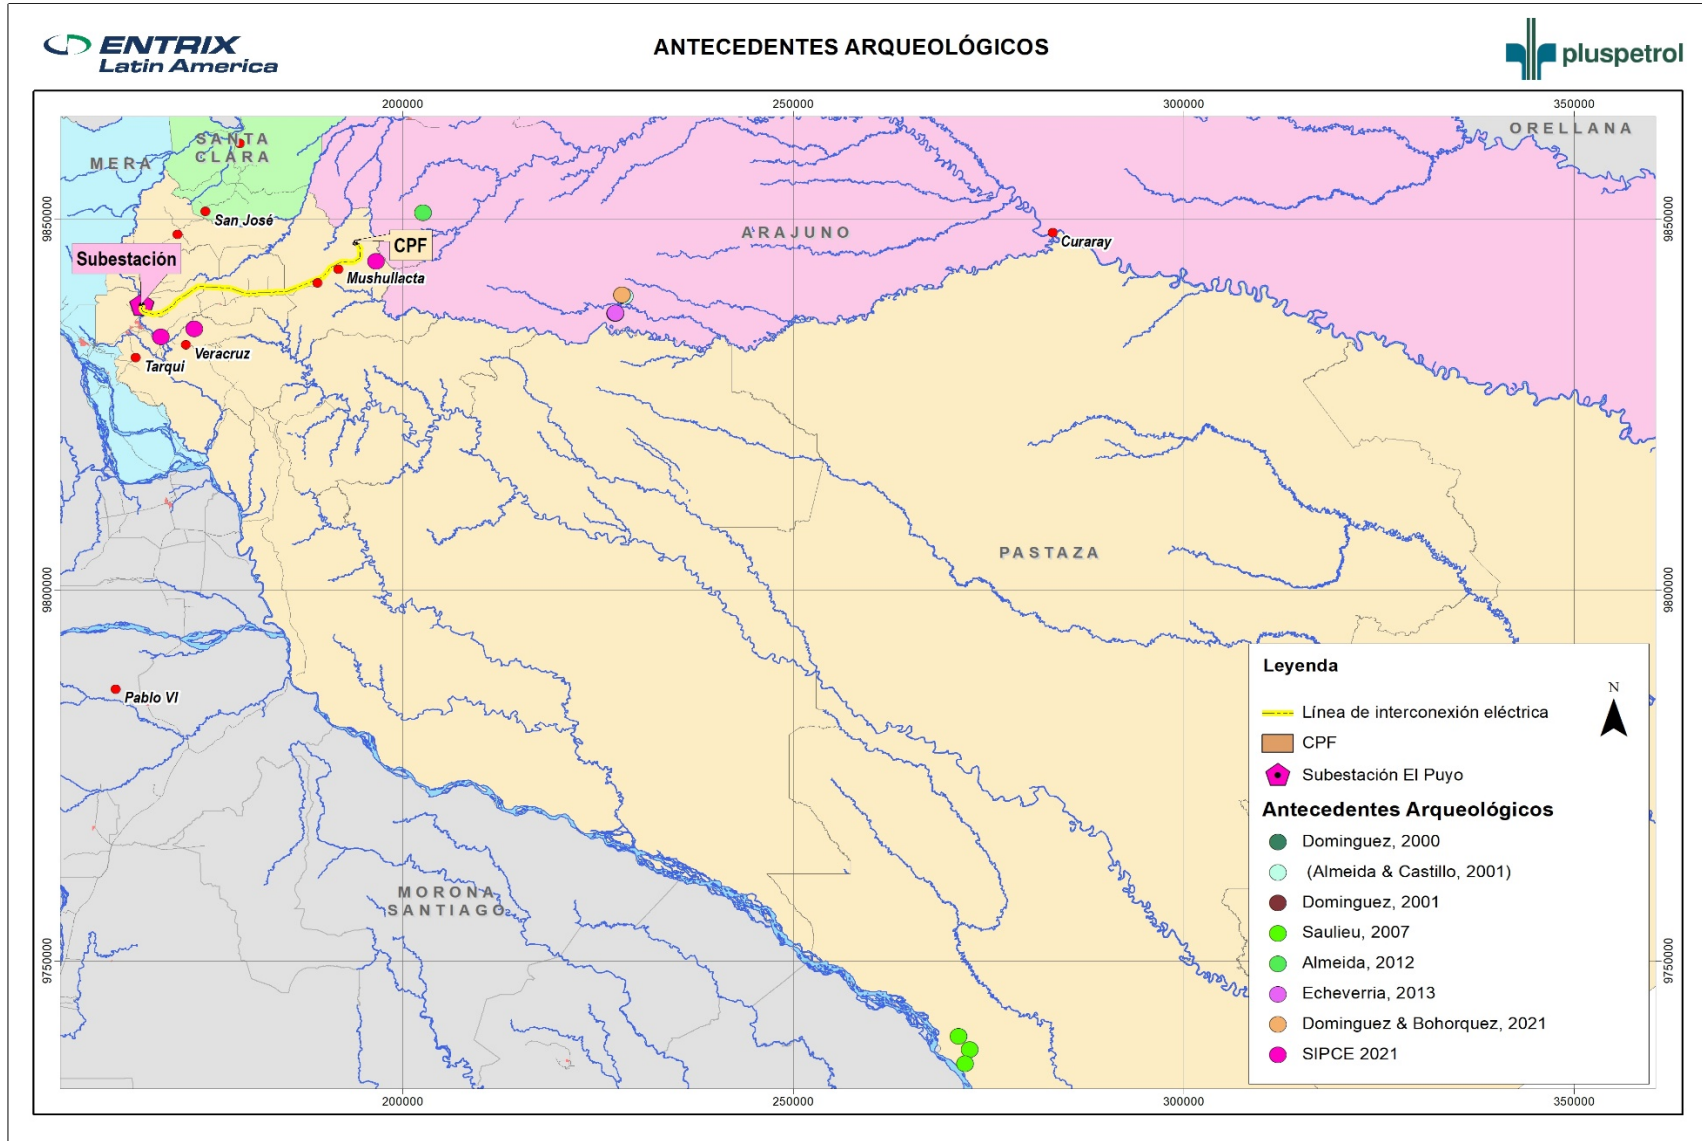 ENTRIX
Latin America
ANTECEDENTES ARQUEOLÓGICOS
pluspetrol
200000
250000
300000
350000
ORELLANA
SANTA
CLARA
MERA
9850000
9850000
San José
ARAJUNO
Curaray
CPF
Subestación
Mushullacta
Veracruz
Tarqui
PASTAZA
9800000
9800000
Pablo VI
MORONA
SANTIAGO
9750000
9750000
Leyenda
N
Línea de interconexión eléctrica
CPF
Subestación El Puyo
Antecedentes Arqueológicos
Dominguez, 2000
(Almeida & Castillo, 2001)
Dominguez, 2001
Saulieu, 2007
Almeida, 2012
Echeverria, 2013
Dominguez & Bohorquez, 2021
SIPCE 2021
200000
250000
300000
350000